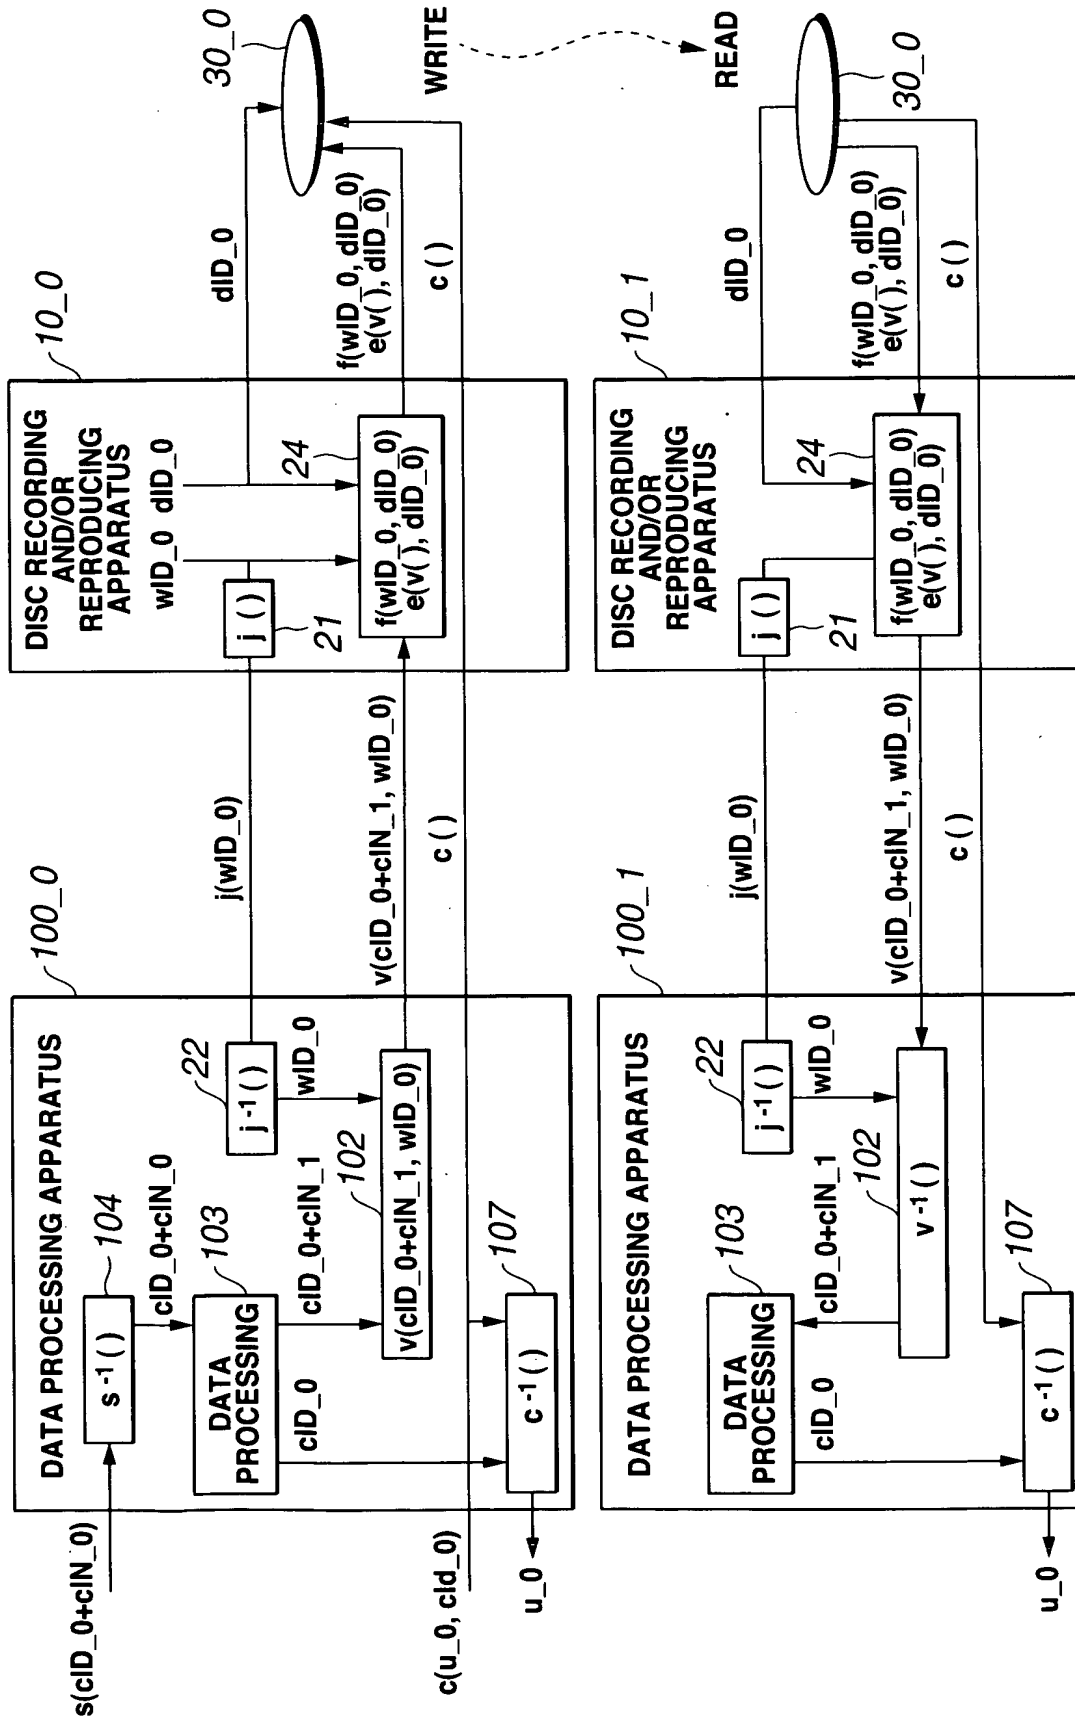 s(cID_0+cIN_0)
c(u_0, cId_0)
u_0
100_0
DATA PROCESSING APPARATUS
s⁻¹( )
104
cID_0+cIN_0
DATA
PROCESSING
103
cID_0
cID_0+cIN_1
j⁻¹( )
22
wID_0
102
v(cID_0+cIN_1, wID_0)
c⁻¹( )
107
j(wID_0)
v(cID_0+cIN_1, wID_0)
c( )
10_0
DISC RECORDING
AND/OR
REPRODUCING
APPARATUS
wID_0 dID_0
j( )
21
24
f(wID_0, dID_0)
e(v( ), dID_0)
dID_0
f(wID_0, dID_0)
e(v( ), dID_0)
c( )
30_0
WRITE
READ
u_0
100_1
DATA PROCESSING APPARATUS
DATA
PROCESSING
103
cID_0
cID_0+cIN_1
j⁻¹( )
22
wID_0
102
v⁻¹( )
c⁻¹( )
107
j(wID_0)
v(cID_0+cIN_1, wID_0)
c( )
10_1
DISC RECORDING
AND/OR
REPRODUCING
APPARATUS
j( )
21
24
f(wID_0, dID_0)
e(v( ), dID_0)
dID_0
f(wID_0, dID_0)
e(v( ), dID_0)
c( )
30_0